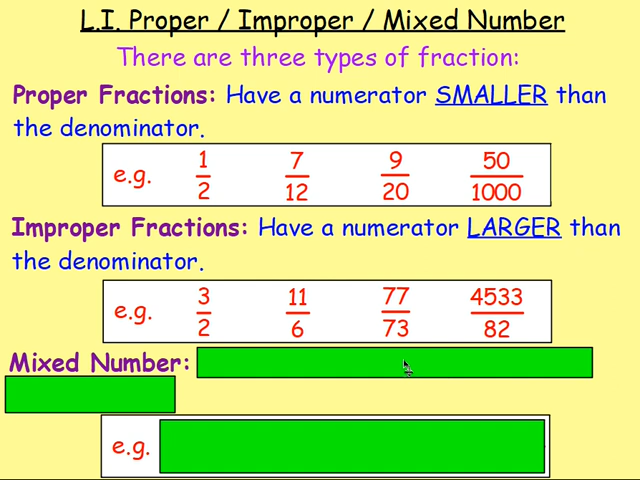 L.I. Proper / Improper / Mixed Number
There are three types of fraction:
Proper Fractions: Have a numerator SMALLER than
the denominator.
e.g. 1/2 7/12 9/20 50/1000
Improper Fractions: Have a numerator LARGER than
the denominator.
e.g. 3/2 11/6 77/73 4533/82
Mixed Number:
e.g.